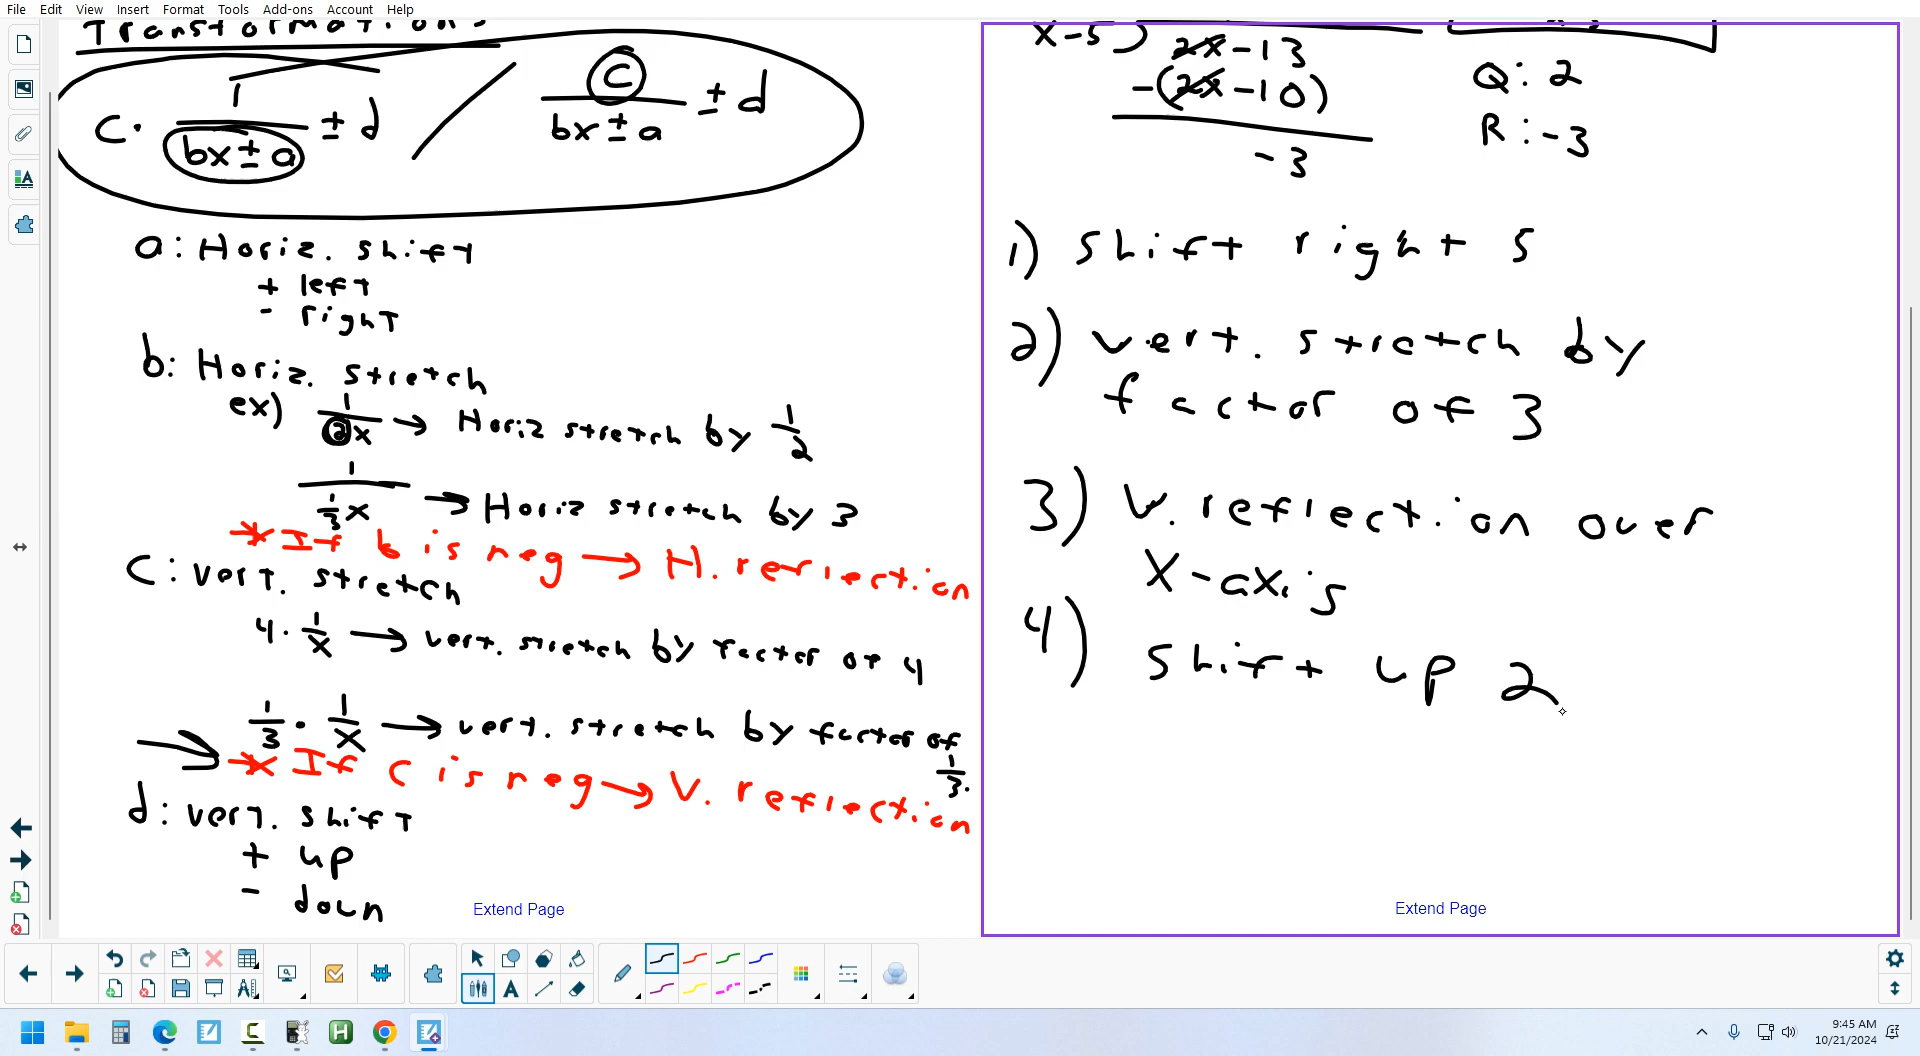 File Edit View Insert Format Tools Add-ons Account Help
Transformations
c · 1/(bx ± a) ± d / c/(bx ± a) ± d
a: Horiz. shift
+ left
- right
b: Horiz. stretch
ex) 1/2x → Horiz stretch by 1/2
1/(1/3 x) → Horiz stretch by 3
* If b is neg → H. reflection
c: vert. stretch
4 · 1/x → vert. stretch by factor of 4
1/3 · 1/x → vert. stretch by factor of 1/3.
* If c is neg → V. reflection
d: vert. shift
+ up
- down
Extend Page
x-5
2x-13
-(2x-10)
-3
Q: 2
R: -3
1) shift right 5
2) vert. stretch by
factor of 3
3) V. reflection over
x-axis
4)
shift up 2
Extend Page
9:45 AM
10/21/2024